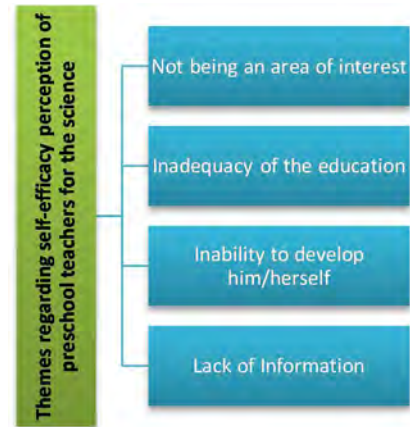 Themes regarding self-efficacy perception of
preschool teachers for the science
Not being an area of interest
Inadequacy of the education
Inability to develop
him/herself
Lack of Information